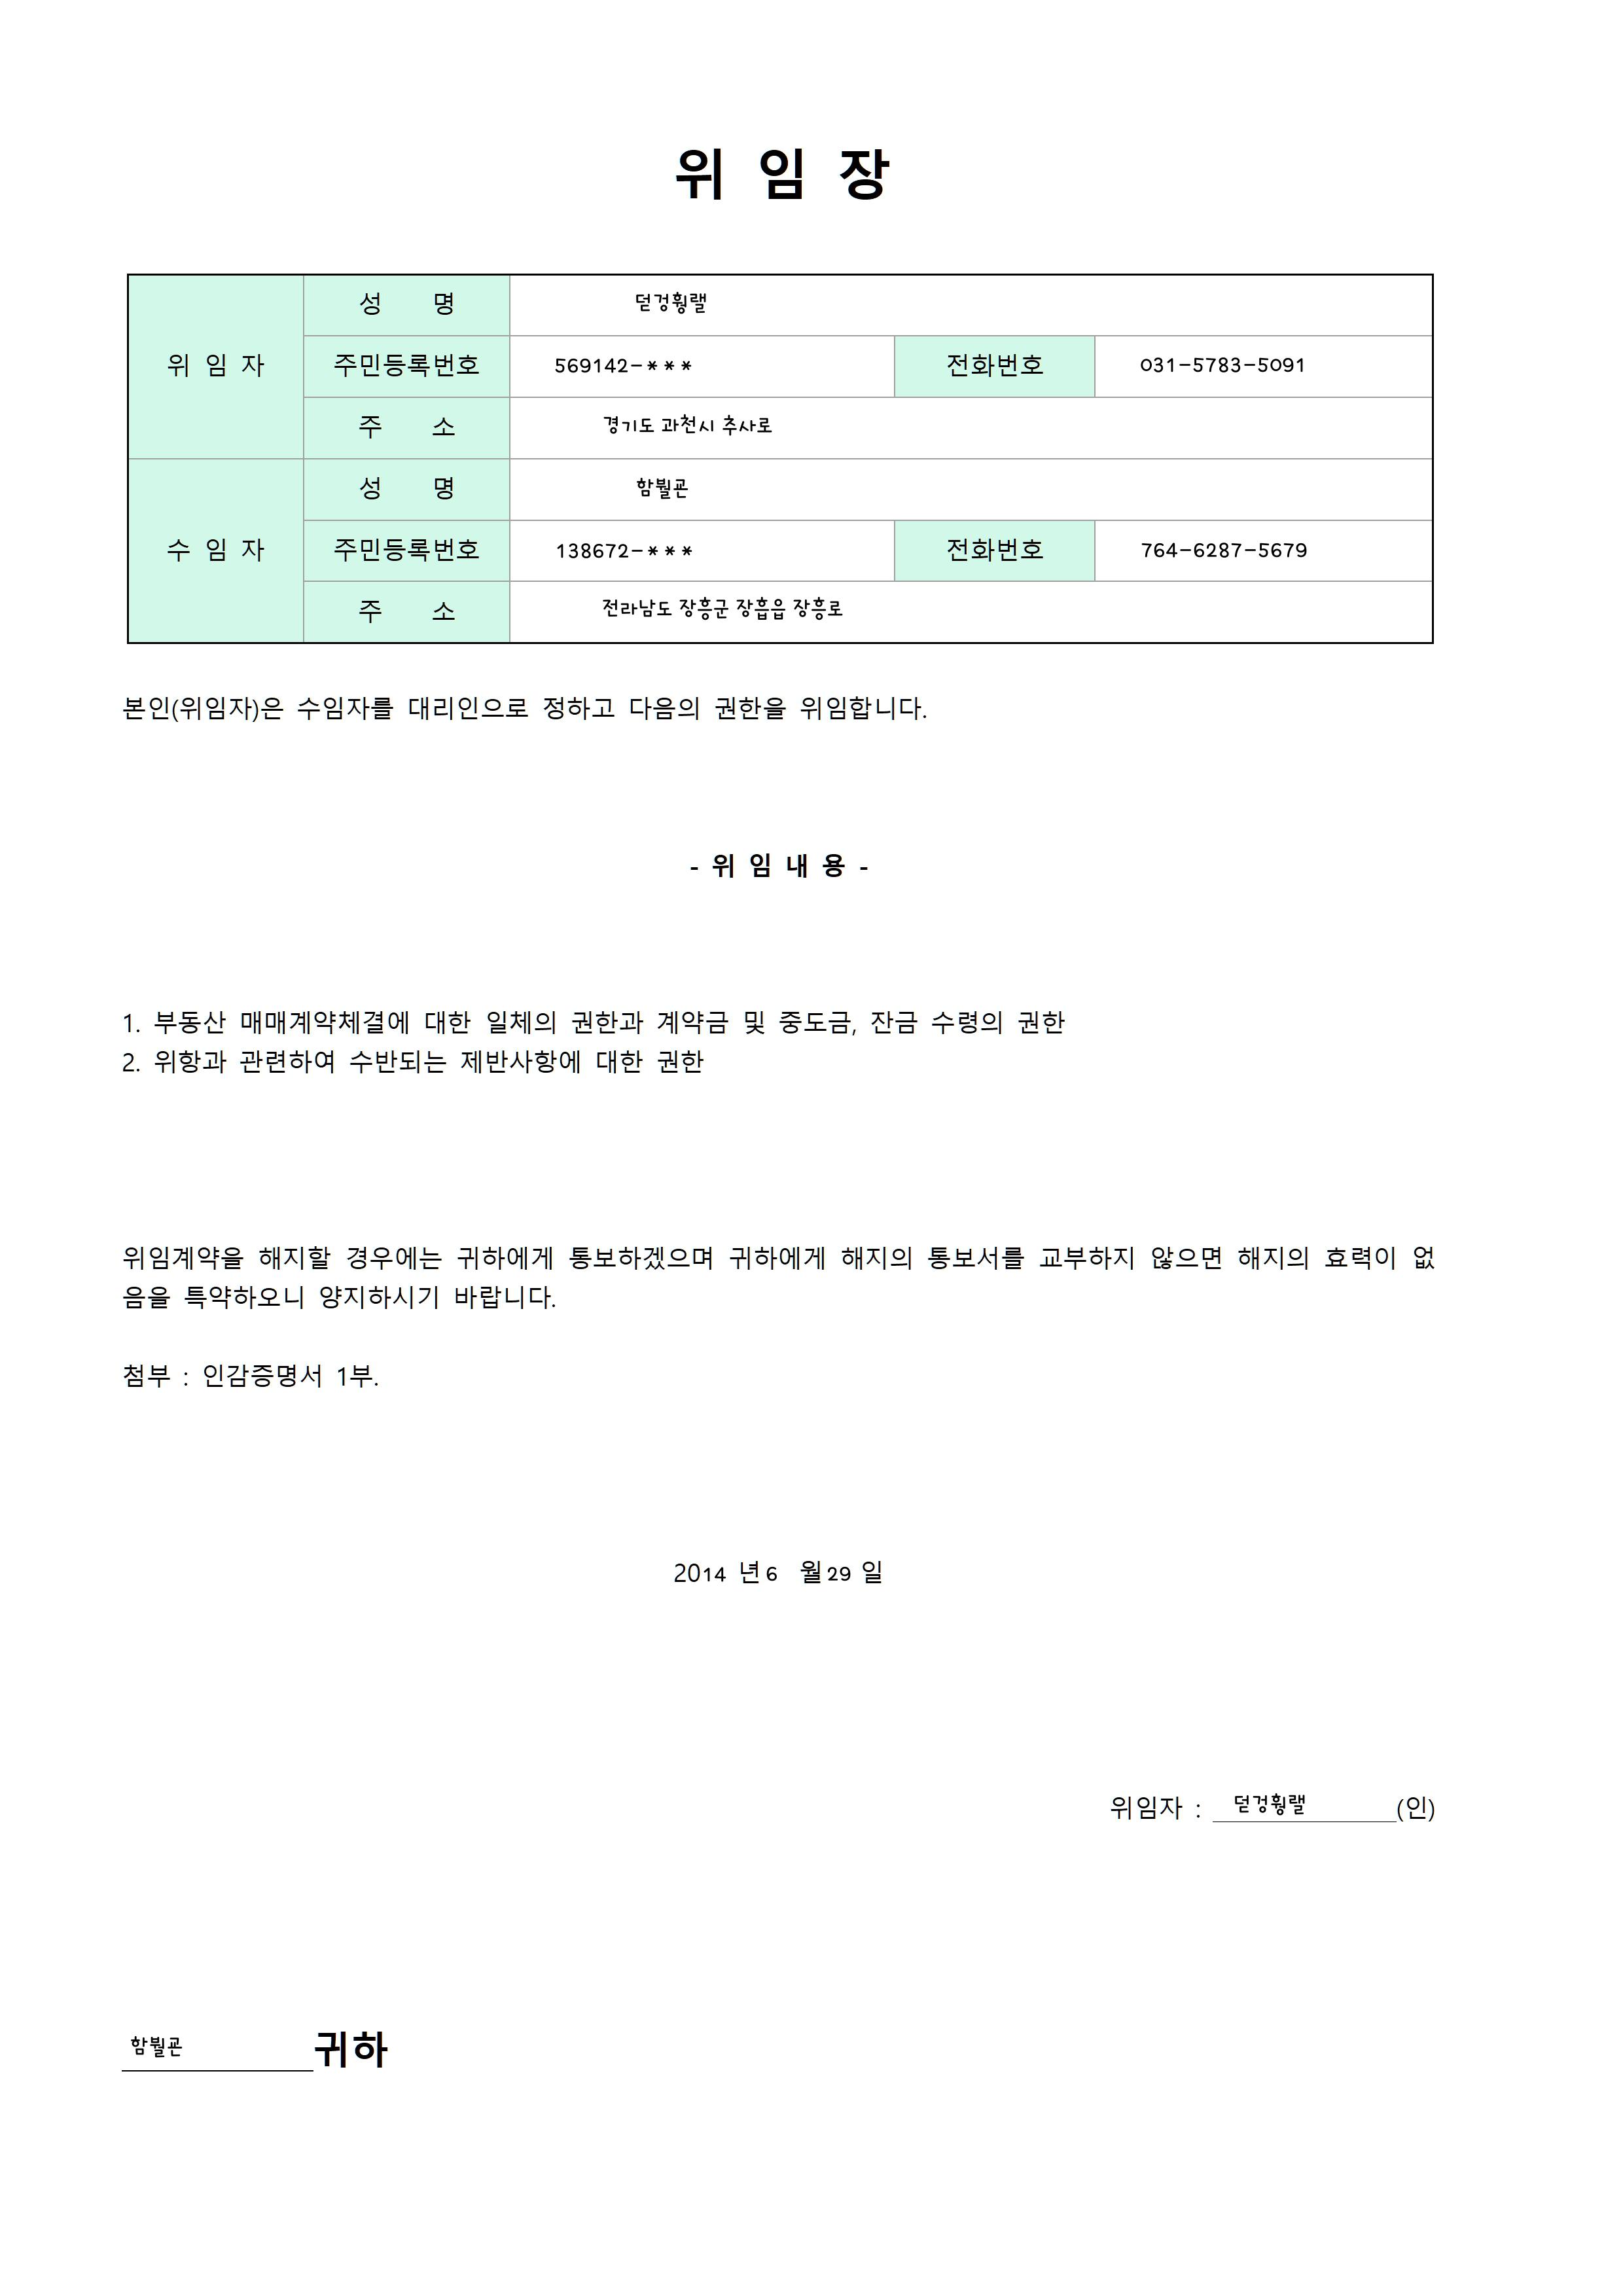 위 임 장
위 임 자
성 명 덛겅훵랠
주민등록번호 569142-*** 전화번호 031-5783-5091
주 소 경기도 과천시 추사로
수 임 자
성 명 함뷀굔
주민등록번호 138672-*** 전화번호 764-6287-5679
주 소 전라남도 장흥군 장흡읍 장흥로
본인(위임자)은 수임자를 대리인으로 정하고 다음의 권한을 위임합니다.
- 위 임 내 용 -
1. 부동산 매매계약체결에 대한 일체의 권한과 계약금 및 중도금, 잔금 수령의 권한
2. 위항과 관련하여 수반되는 제반사항에 대한 권한
위임계약을 해지할 경우에는 귀하에게 통보하겠으며 귀하에게 해지의 통보서를 교부하지 않으면 해지의 효력이 없
음을 특약하오니 양지하시기 바랍니다.
첨부 : 인감증명서 1부.
2014 년 6 월 29 일
위임자 : 덛겅훵랠 (인)
함뷀굔 귀하